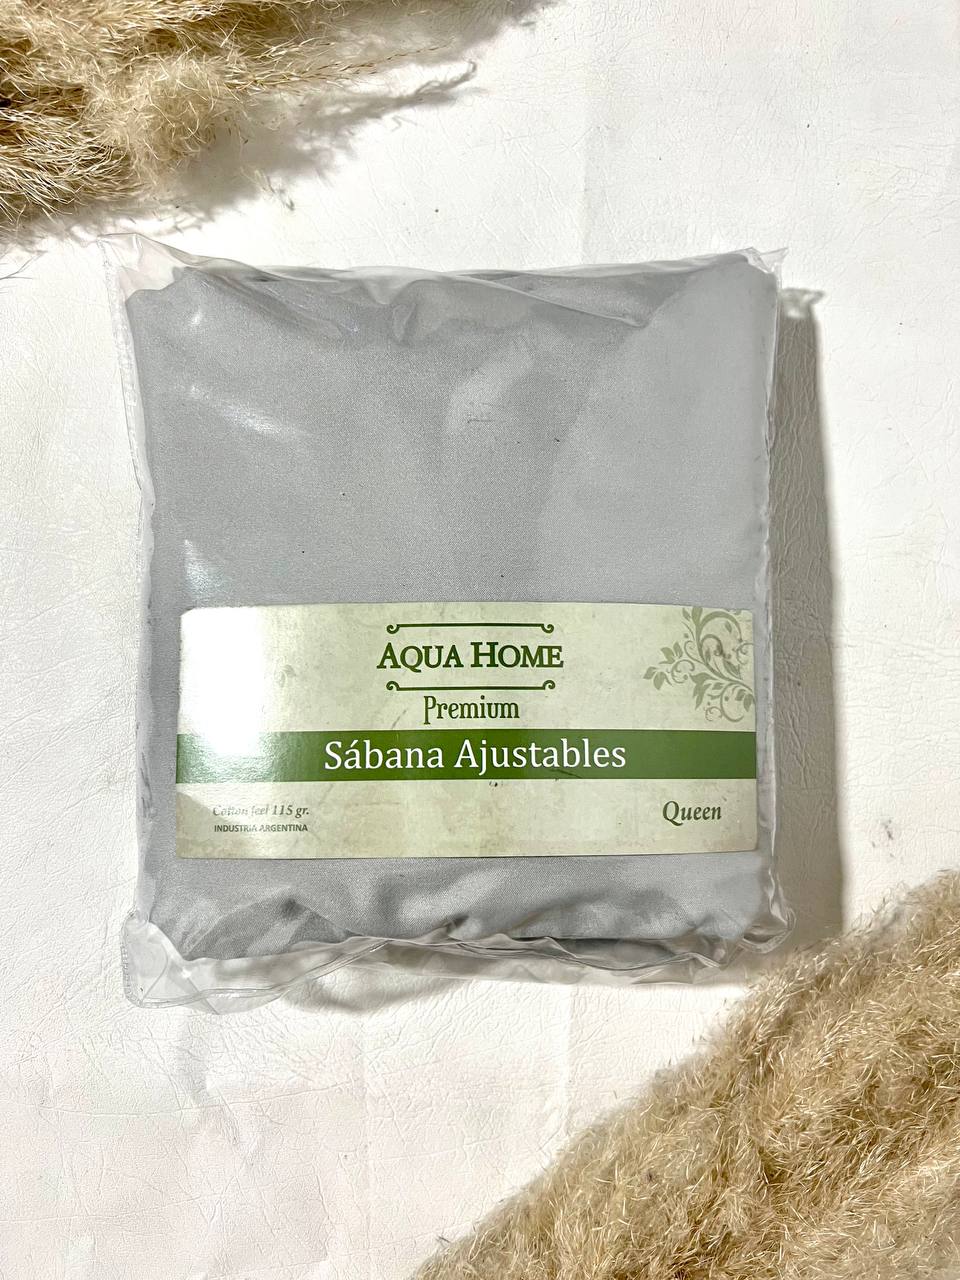 AQUA HOME
Premium
Sábana Ajustables
Cotton feel 115 gr.
INDUSTRIA ARGENTINA
Queen